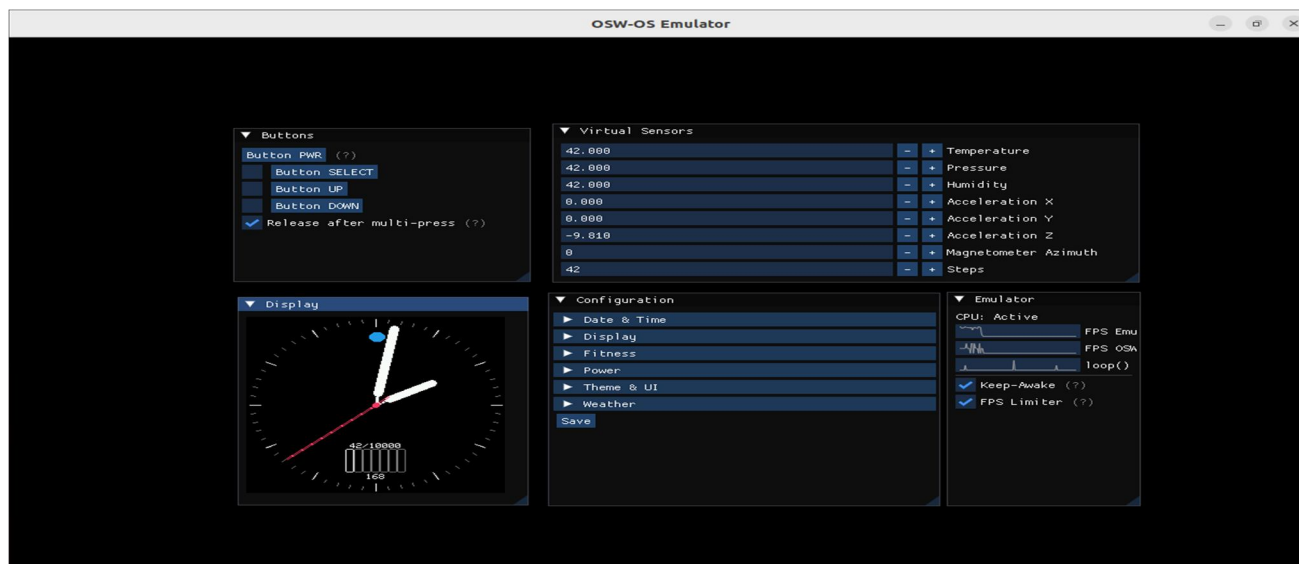 OSW-OS Emulator
Buttons
Button PWR (?)
Button SELECT
Button UP
Button DOWN
Release after multi-press (?)
Virtual Sensors
42.000 - + Temperature
42.000 - + Pressure
42.000 - + Humidity
0.000 - + Acceleration X
0.000 - + Acceleration Y
-9.810 - + Acceleration Z
0 - + Magnetometer Azimuth
42 - + Steps
Display
42/10000
168
Configuration
Date & Time
Display
Fitness
Power
Theme & UI
Weather
Save
Emulator
CPU: Active
FPS Emu
FPS OSW
loop()
Keep-Awake (?)
FPS Limiter (?)